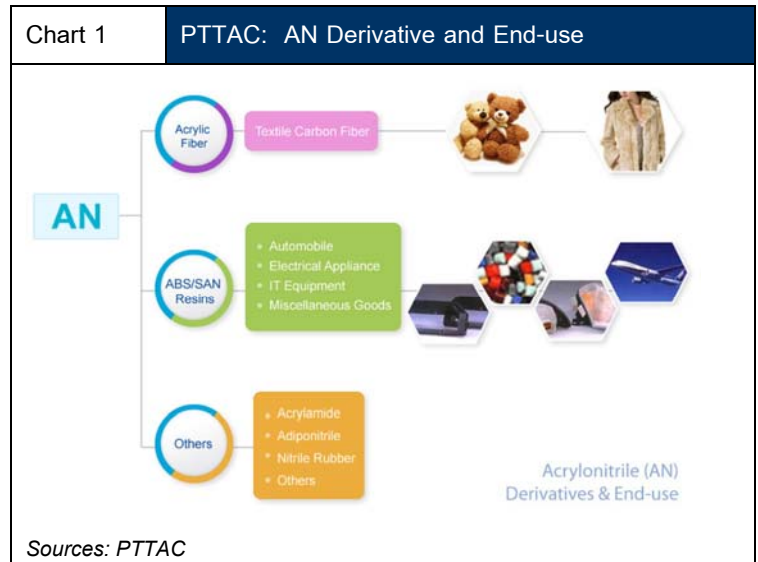 Chart 1
PTTAC: AN Derivative and End-use
AN
Acrylic
Fiber
Textile Carbon Fiber
ABS/SAN
Resins
Automobile
Electrical Appliance
IT Equipment
Miscellaneous Goods
Others
Acrylamide
Adiponitrile
Nitrile Rubber
Others
Acrylonitrile (AN)
Derivatives & End-use
Sources: PTTAC